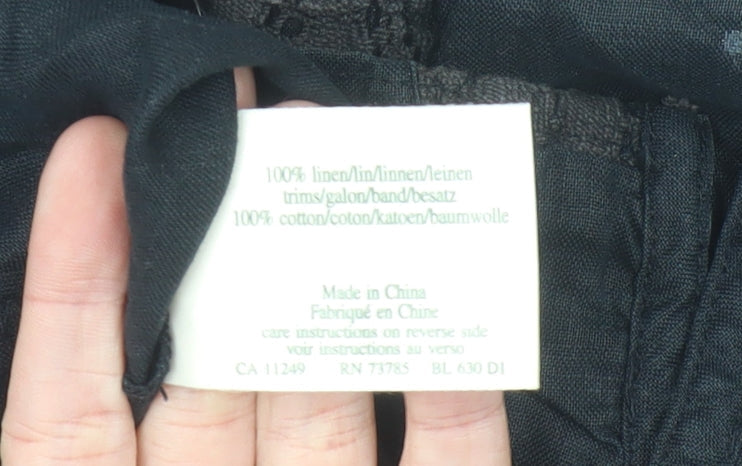 100% linen/lin/linnen/leinen
trims/galon/band/besatz
100% cotton/coton/katoen/baumwolle
Made in China
Fabriqué en Chine
care instructions on reverse side
voir instructions au verso
CA 11249 RN 73785 BL 630 D1